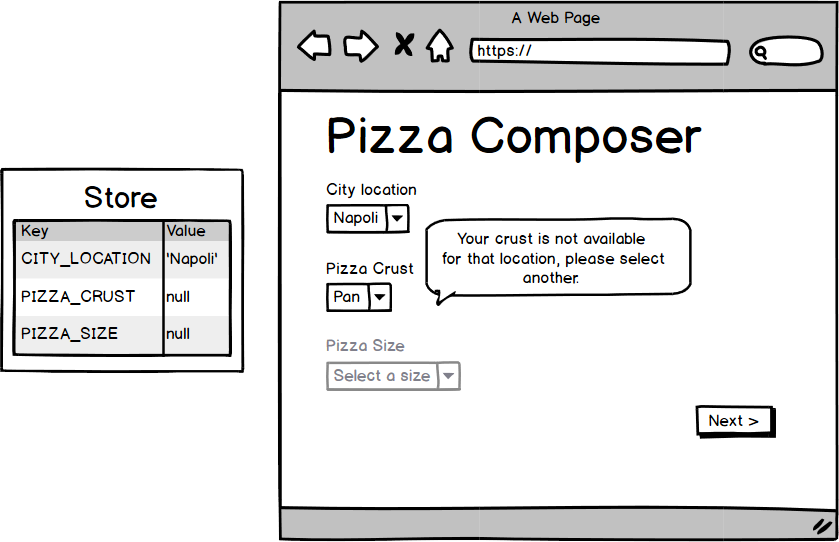 A Web Page
https://
Pizza Composer
City location
Napoli
Your crust is not available
for that location, please select
another.
Pizza Crust
Pan
Pizza Size
Select a size
Next >
Store
Key Value
CITY_LOCATION 'Napoli'
PIZZA_CRUST null
PIZZA_SIZE null